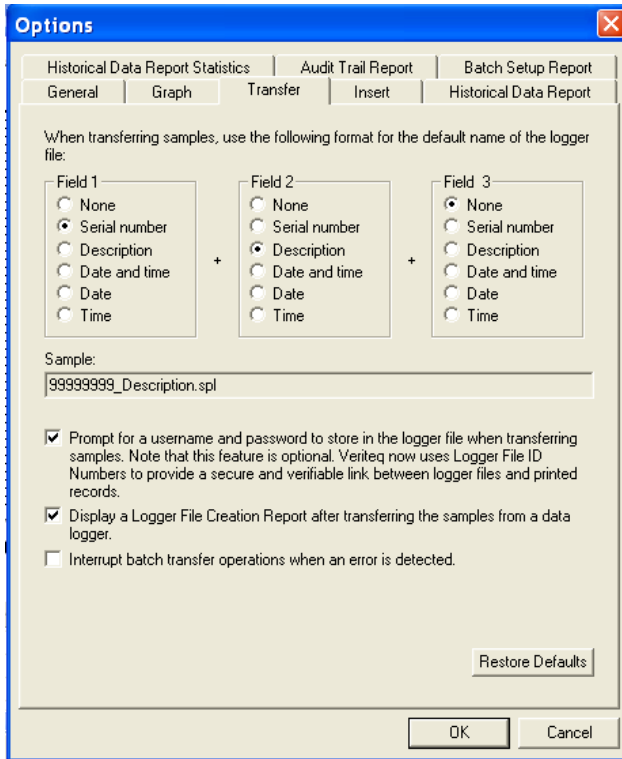 Options
Historical Data Report Statistics
Audit Trail Report
Batch Setup Report
General
Graph
Transfer
Insert
Historical Data Report
When transferring samples, use the following format for the default name of the logger
file:
Field 1
None
Serial number
Description
Date and time
Date
Time
+
Field 2
None
Serial number
Description
Date and time
Date
Time
+
Field 3
None
Serial number
Description
Date and time
Date
Time
Sample:
99999999_Description.spl
Prompt for a username and password to store in the logger file when transferring
samples. Note that this feature is optional. Veriteq now uses Logger File ID
Numbers to provide a secure and verifiable link between logger files and printed
records.
Display a Logger File Creation Report after transferring the samples from a data
logger.
Interrupt batch transfer operations when an error is detected.
Restore Defaults
OK
Cancel